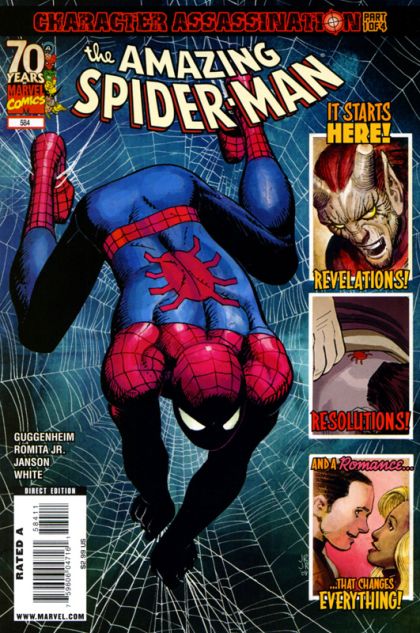 CHARACTER ASSASSINATION PART 1 OF 4
70
YEARS
MARVEL
COMICS
584
the AMAZING
SPIDER-MAN
IT STARTS
HERE!
REVELATIONS!
RESOLUTIONS!
AND A Romance...
...THAT CHANGES
EVERYTHING!
GUGGENHEIM
ROMITA JR.
JANSON
WHITE
DIRECT EDITION
RATED A
58411
$2.99 US
WWW.MARVEL.COM